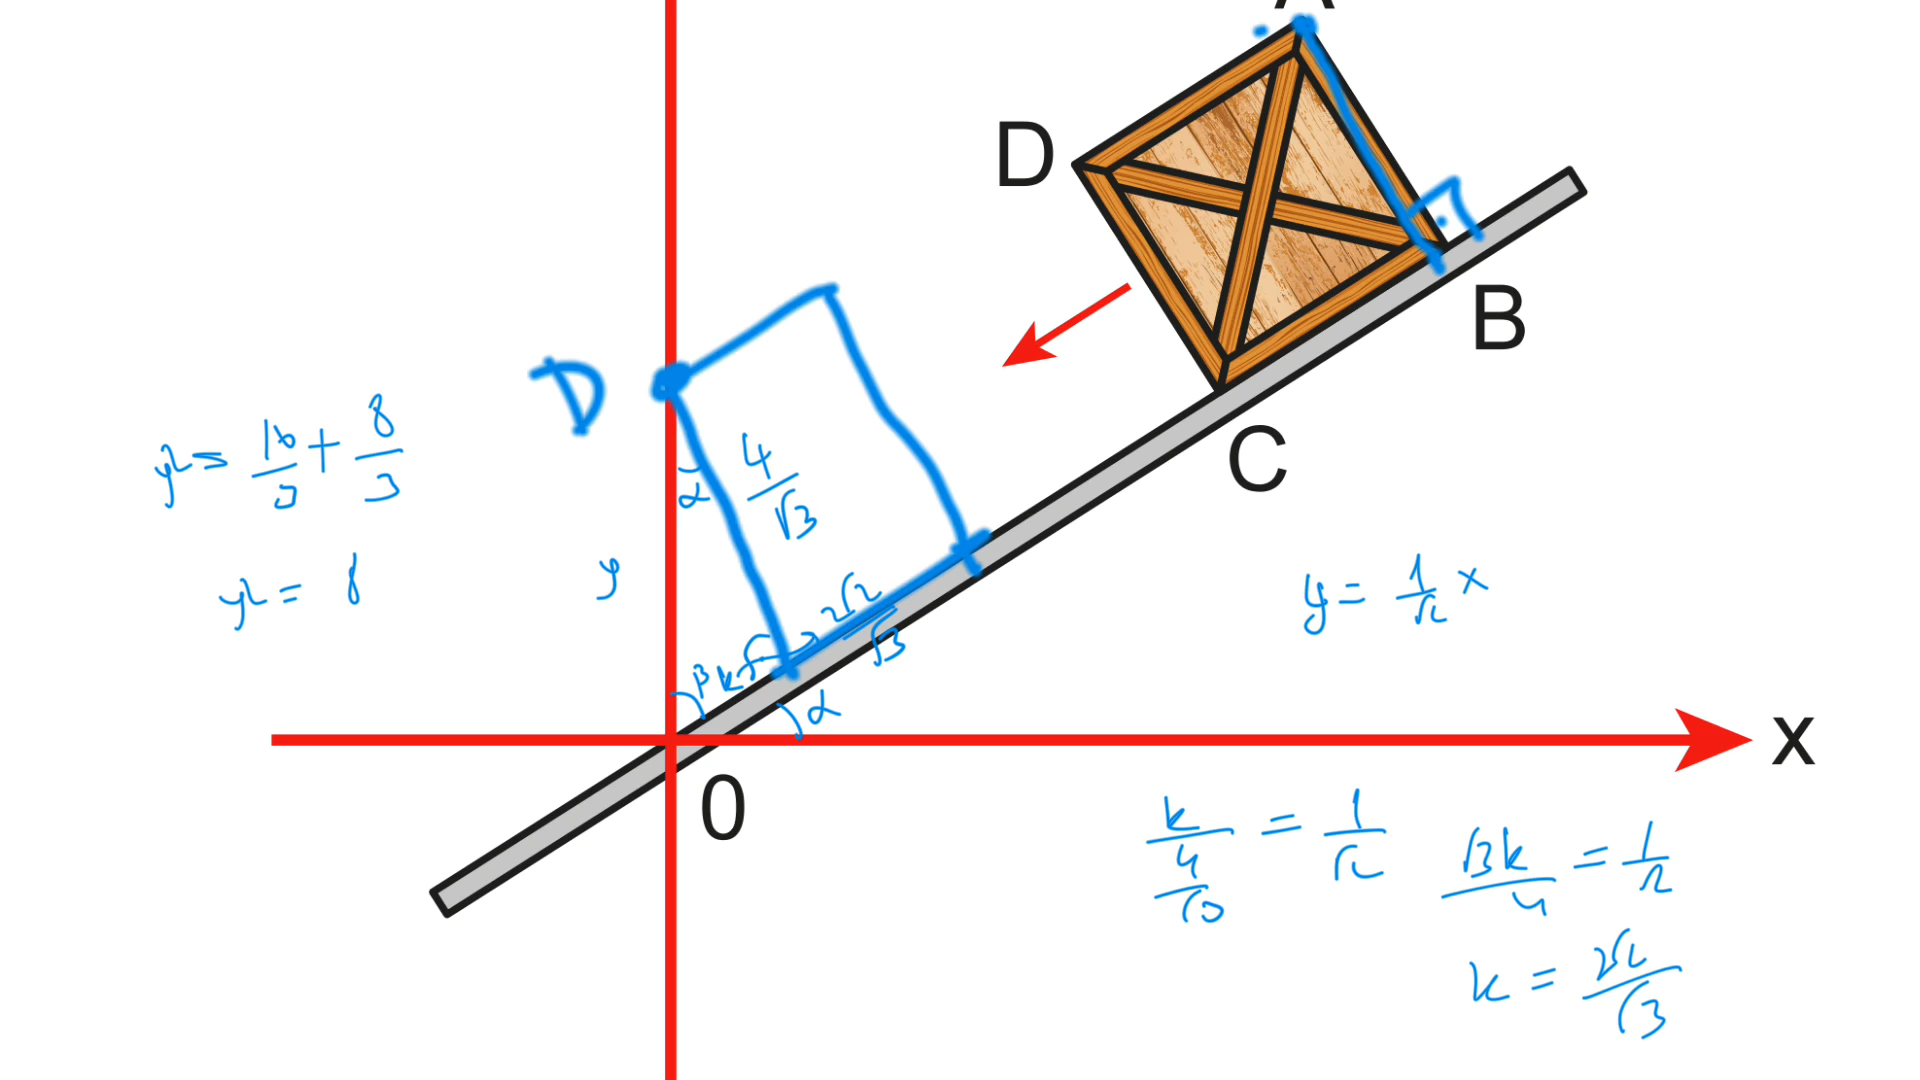 A
D
B
C
D
4/√3
α
y² = 16/3 + 8/3
y² = 8
y
2√2/√3
β k
α
y = 1/√2 x
x
0
k/(4/√3) = 1/√2
√3k/4 = 1/√2
k = 2√2/√3